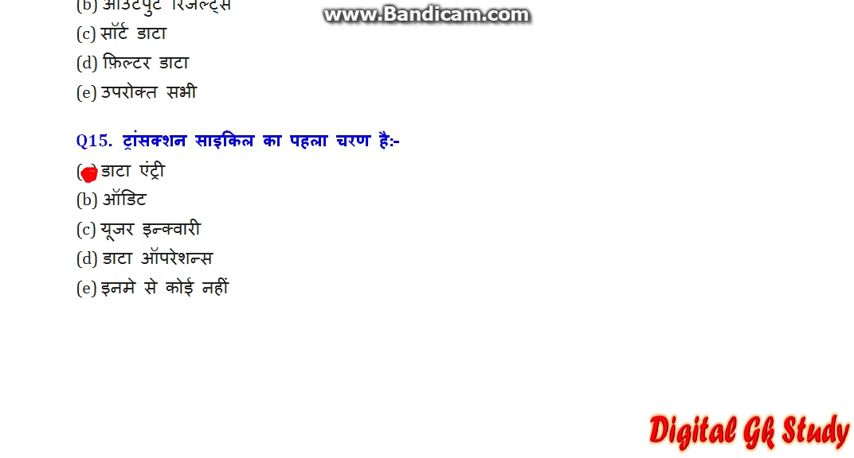 www.Bandicam.com
(b) आउटपुट रिजल्ट्स
(c) सॉर्ट डाटा
(d) फ़िल्टर डाटा
(e) उपरोक्त सभी
Q15. ट्रांसक्शन साइकिल का पहला चरण है:-
डाटा एंट्री
(b) ऑडिट
(c) यूजर इन्क्वारी
(d) डाटा ऑपरेशन्स
(e) इनमे से कोई नहीं
Digital Gk Study